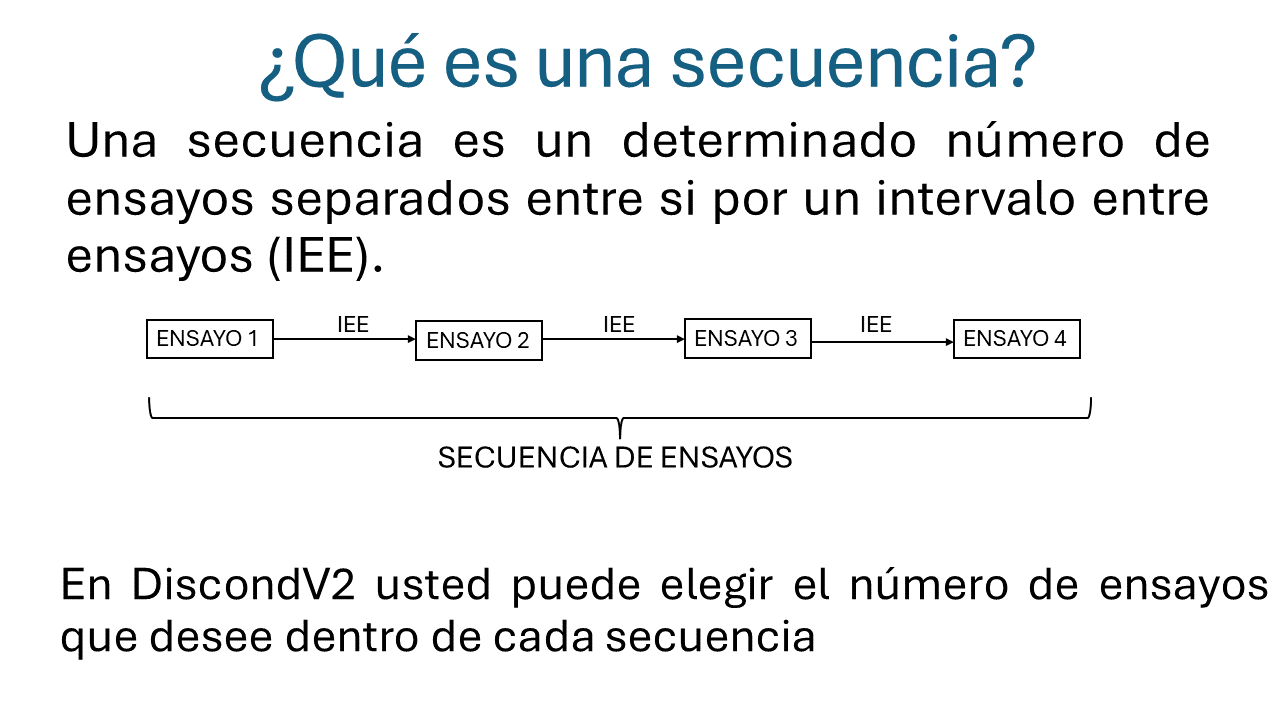 ¿Qué es una secuencia?
Una secuencia es un determinado número de
ensayos separados entre si por un intervalo entre
ensayos (IEE).
IEE IEE IEE
ENSAYO 1 ENSAYO 2 ENSAYO 3 ENSAYO 4
SECUENCIA DE ENSAYOS
En DiscondV2 usted puede elegir el número de ensayos
que desee dentro de cada secuencia